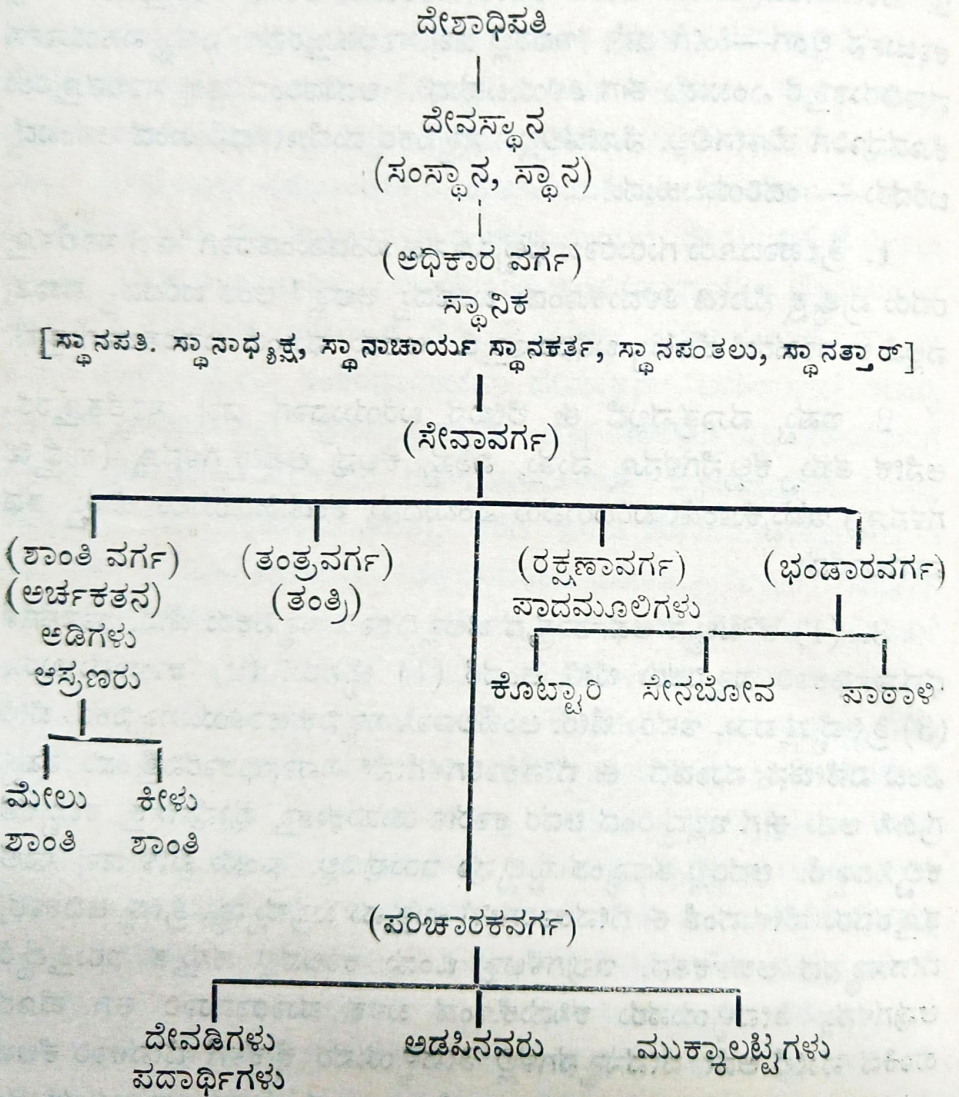 ದೇಶಾಧಿಪತಿ
ದೇವಸ್ಥಾನ
(ಸಂಸ್ಥಾನ, ಸ್ಥಾನ)
(ಅಧಿಕಾರ ವರ್ಗ)
ಸ್ಥಾನಿಕ
[ಸ್ಥಾನಪತಿ. ಸ್ಥಾನಾಧ್ಯಕ್ಷ, ಸ್ಥಾನಾಚಾರ್ಯ ಸ್ಥಾನಕರ್ತ, ಸ್ಥಾನಪಂತಲು, ಸ್ಥಾನತ್ತಾರ್]
(ಸೇವಾವರ್ಗ)
(ಶಾಂತಿ ವರ್ಗ) (ತಂತ್ರವರ್ಗ) (ರಕ್ಷಣಾವರ್ಗ) (ಭಂಡಾರವರ್ಗ)
(ಅರ್ಚಕತನ) (ತಂತ್ರಿ) ಪಾದಮೂಲಿಗಳು
ಅಡಿಗಳು
ಆಸ್ರಣರು
ಕೊಟ್ಟಾರಿ ಸೇನಬೋವ ಪಾಠಾಳಿ
ಮೇಲು ಕೀಳು
ಶಾಂತಿ ಶಾಂತಿ
(ಪರಿಚಾರಕವರ್ಗ)
ದೇವಡಿಗಳು ಅಡಪಿನವರು ಮುಕ್ಕಾಲಟ್ಟಿಗಳು
ಪದಾರ್ಥಿಗಳು